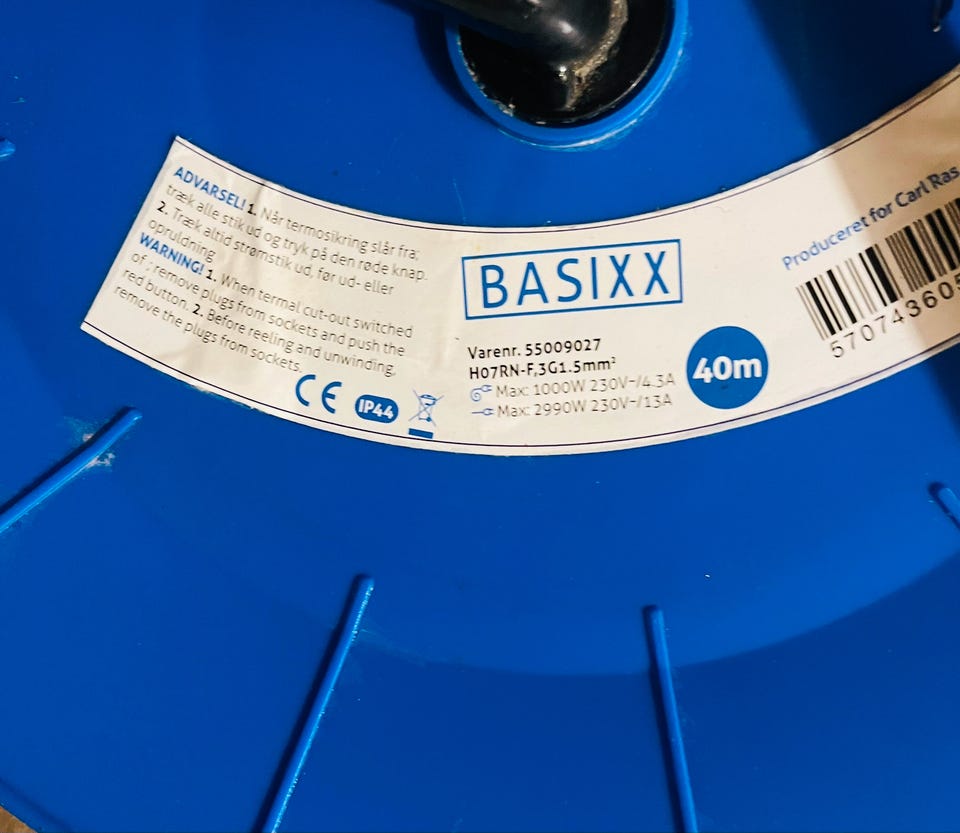 ADVARSEL! 1. Når termosikring slår fra;
træk alle stik ud og tryk på den røde knap.
2. Træk altid strømstik ud, før ud- eller
opruldning
WARNING! 1. When termal cut-out switched
of ; remove plugs from sockets and push the
red button. 2. Before reeling and unwinding,
remove the plugs from sockets.
CE IP44
BASIXX
Varenr. 55009027
H07RN-F,3G1.5mm²
Max: 1000W 230V~/4.3A
Max: 2990W 230V~/13A
40m
Produceret for Carl Ras
57074360